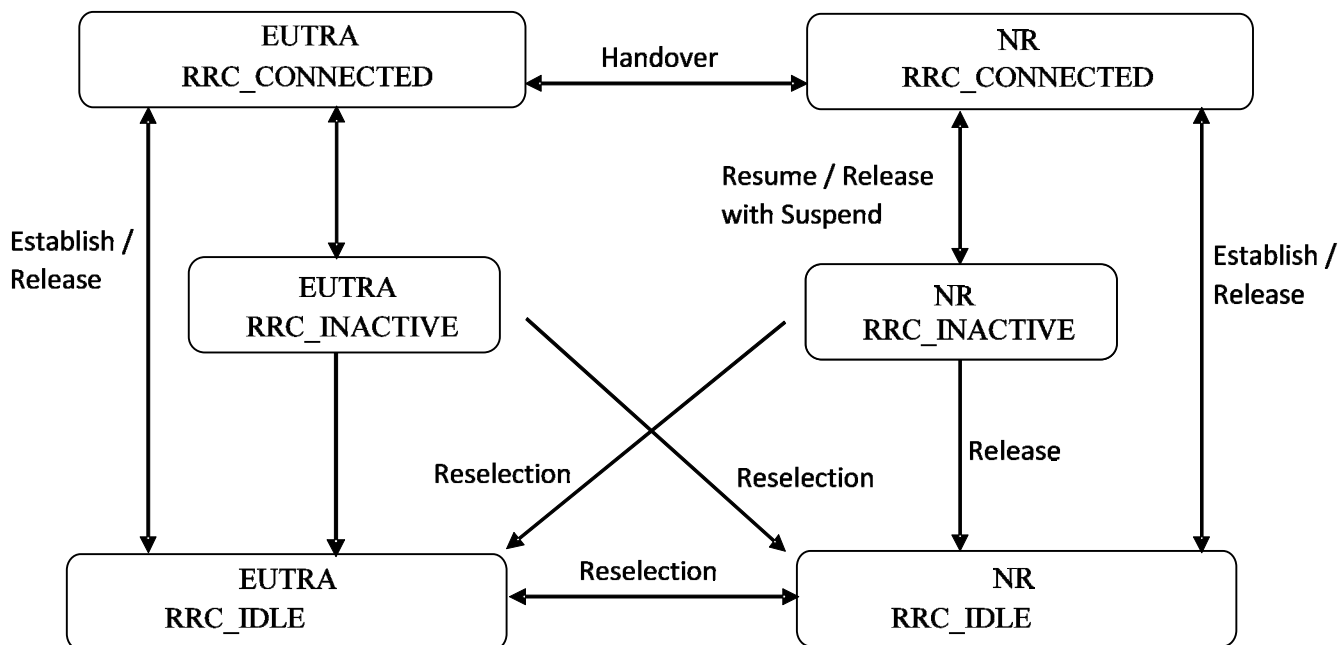 EUTRA
RRC_CONNECTED
Handover
NR
RRC_CONNECTED
Establish /
Release
Resume / Release
with Suspend
Establish /
Release
EUTRA
RRC_INACTIVE
NR
RRC_INACTIVE
Reselection
Reselection
Release
EUTRA
RRC_IDLE
Reselection
NR
RRC_IDLE